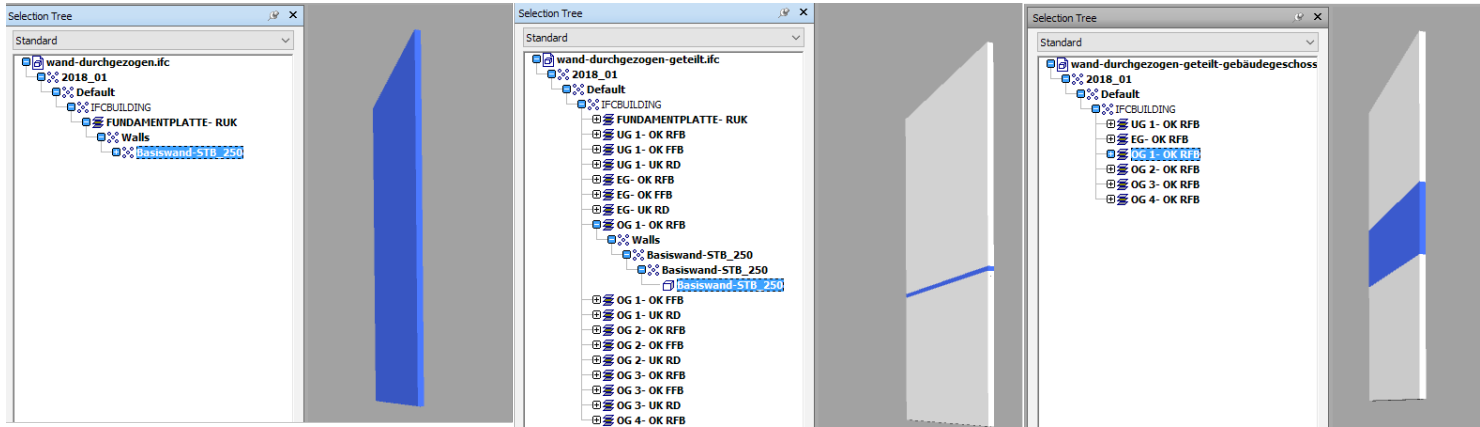 Selection Tree
Standard
wand-durchgezogen.ifc
2018_01
Default
IFCBUILDING
FUNDAMENTPLATTE- RUK
Walls
Basiswand-STB_250
Selection Tree
Standard
wand-durchgezogen-geteilt.ifc
2018_01
Default
IFCBUILDING
FUNDAMENTPLATTE- RUK
UG 1- OK RFB
UG 1- OK FFB
UG 1- UK RD
EG- OK RFB
EG- OK FFB
EG- UK RD
OG 1- OK RFB
Walls
Basiswand-STB_250
Basiswand-STB_250
Basiswand-STB_250
OG 1- OK FFB
OG 1- UK RD
OG 2- OK RFB
OG 2- OK FFB
OG 2- UK RD
OG 3- OK RFB
OG 3- OK FFB
OG 3- UK RD
OG 4- OK RFB
Selection Tree
Standard
wand-durchgezogen-geteilt-gebäudegeschoss
2018_01
Default
IFCBUILDING
UG 1- OK RFB
EG- OK RFB
OG 1- OK RFB
OG 2- OK RFB
OG 3- OK RFB
OG 4- OK RFB